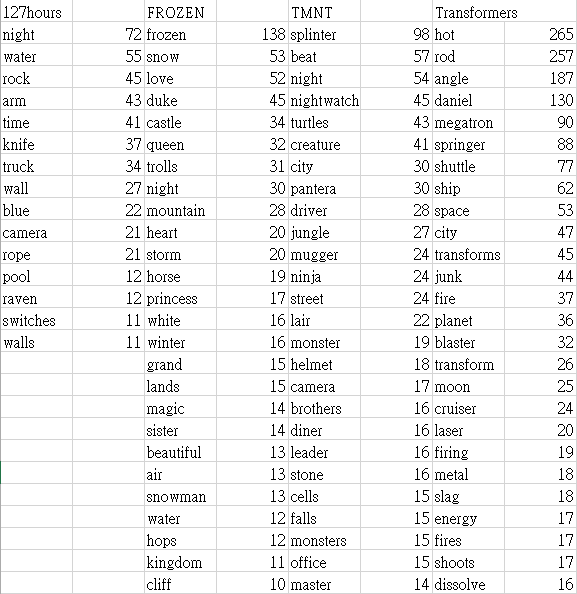 127hours FROZEN TMNT Transformers
night 72 frozen 138 splinter 98 hot 265
water 55 snow 53 beat 57 rod 257
rock 45 love 52 night 54 angle 187
arm 43 duke 45 nightwatch 45 daniel 130
time 41 castle 34 turtles 43 megatron 90
knife 37 queen 32 creature 41 springer 88
truck 34 trolls 31 city 30 shuttle 77
wall 27 night 30 pantera 30 ship 62
blue 22 mountain 28 driver 28 space 53
camera 21 heart 20 jungle 27 city 47
rope 21 storm 20 mugger 24 transforms 45
pool 12 horse 19 ninja 24 junk 44
raven 12 princess 17 street 24 fire 37
switches 11 white 16 lair 22 planet 36
walls 11 winter 16 monster 19 blaster 32
grand 15 helmet 18 transform 26
lands 15 camera 17 moon 25
magic 14 brothers 16 cruiser 24
sister 14 diner 16 laser 20
beautiful 13 leader 16 firing 19
air 13 stone 16 metal 18
snowman 13 cells 15 slag 18
water 12 falls 15 energy 17
hops 12 monsters 15 fires 17
kingdom 11 office 15 shoots 17
cliff 10 master 14 dissolve 16